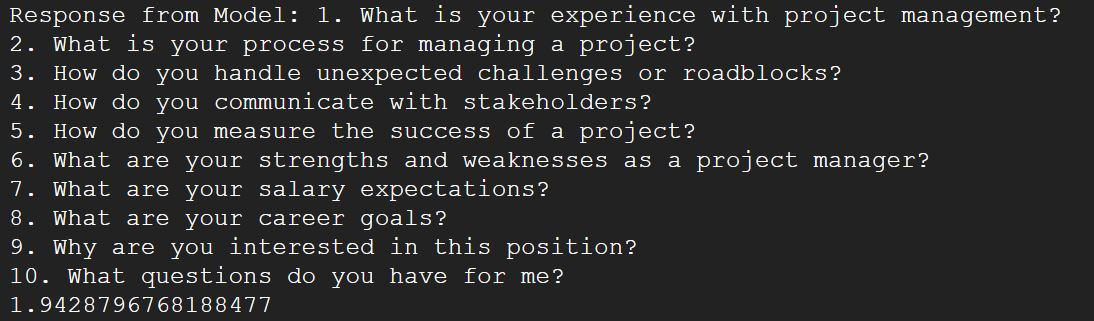 Response from Model: 1. What is your experience with project management?
2. What is your process for managing a project?
3. How do you handle unexpected challenges or roadblocks?
4. How do you communicate with stakeholders?
5. How do you measure the success of a project?
6. What are your strengths and weaknesses as a project manager?
7. What are your salary expectations?
8. What are your career goals?
9. Why are you interested in this position?
10. What questions do you have for me?
1.9428796768188477